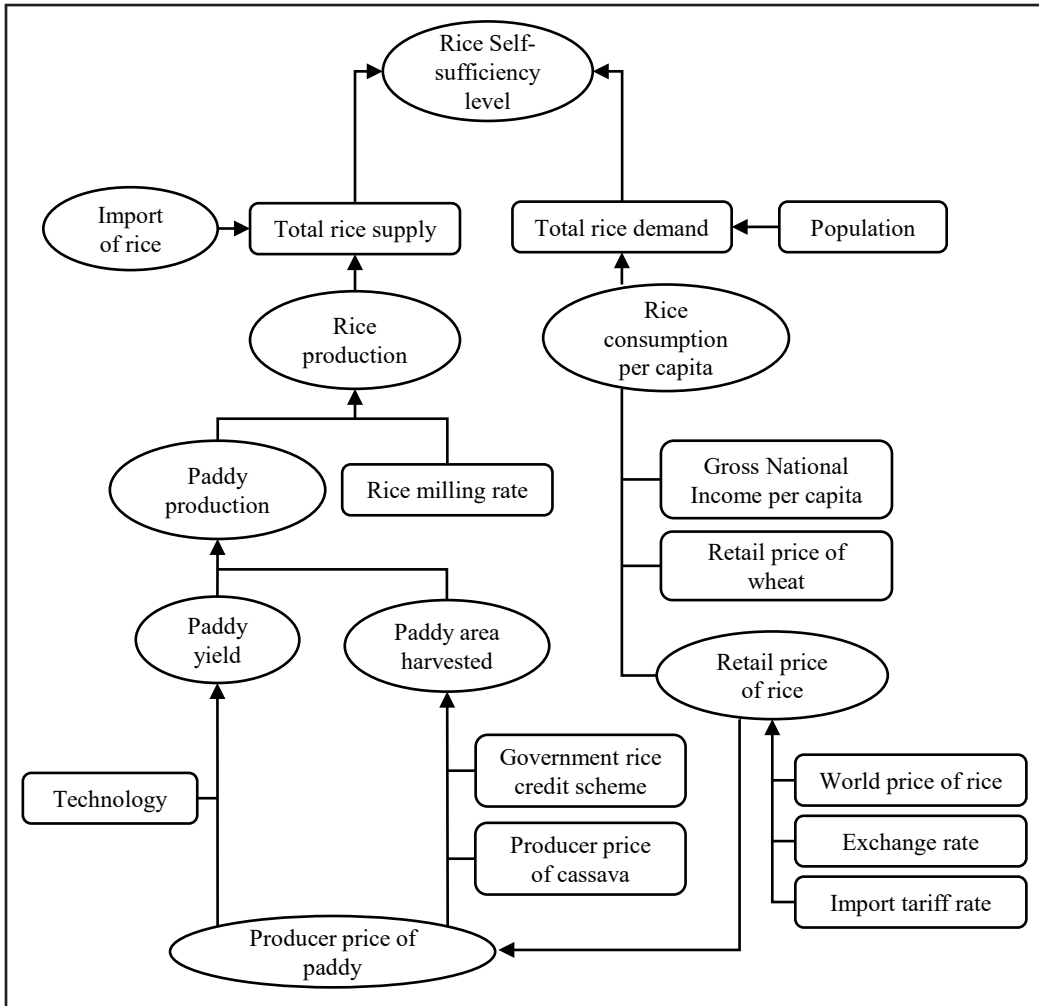 Rice Self-
sufficiency
level
Import
of rice
Total rice supply
Total rice demand
Population
Rice
production
Rice
consumption
per capita
Paddy
production
Rice milling rate
Gross National
Income per capita
Retail price of
wheat
Paddy
yield
Paddy area
harvested
Retail price
of rice
Technology
Government rice
credit scheme
World price of rice
Producer price
of cassava
Exchange rate
Import tariff rate
Producer price of
paddy